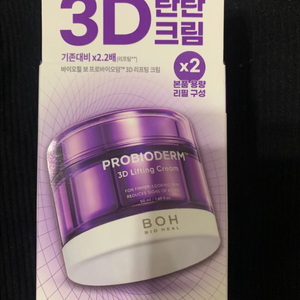 3D 탄탄
크림
기존대비 x2.2배
바이오힐 보 프로바이오덤™ 3D 리프팅 크림
x2
본품 용량
리필 구성
PROBIODERM™
3D Lifting Cream
BOH
BIO HEAL